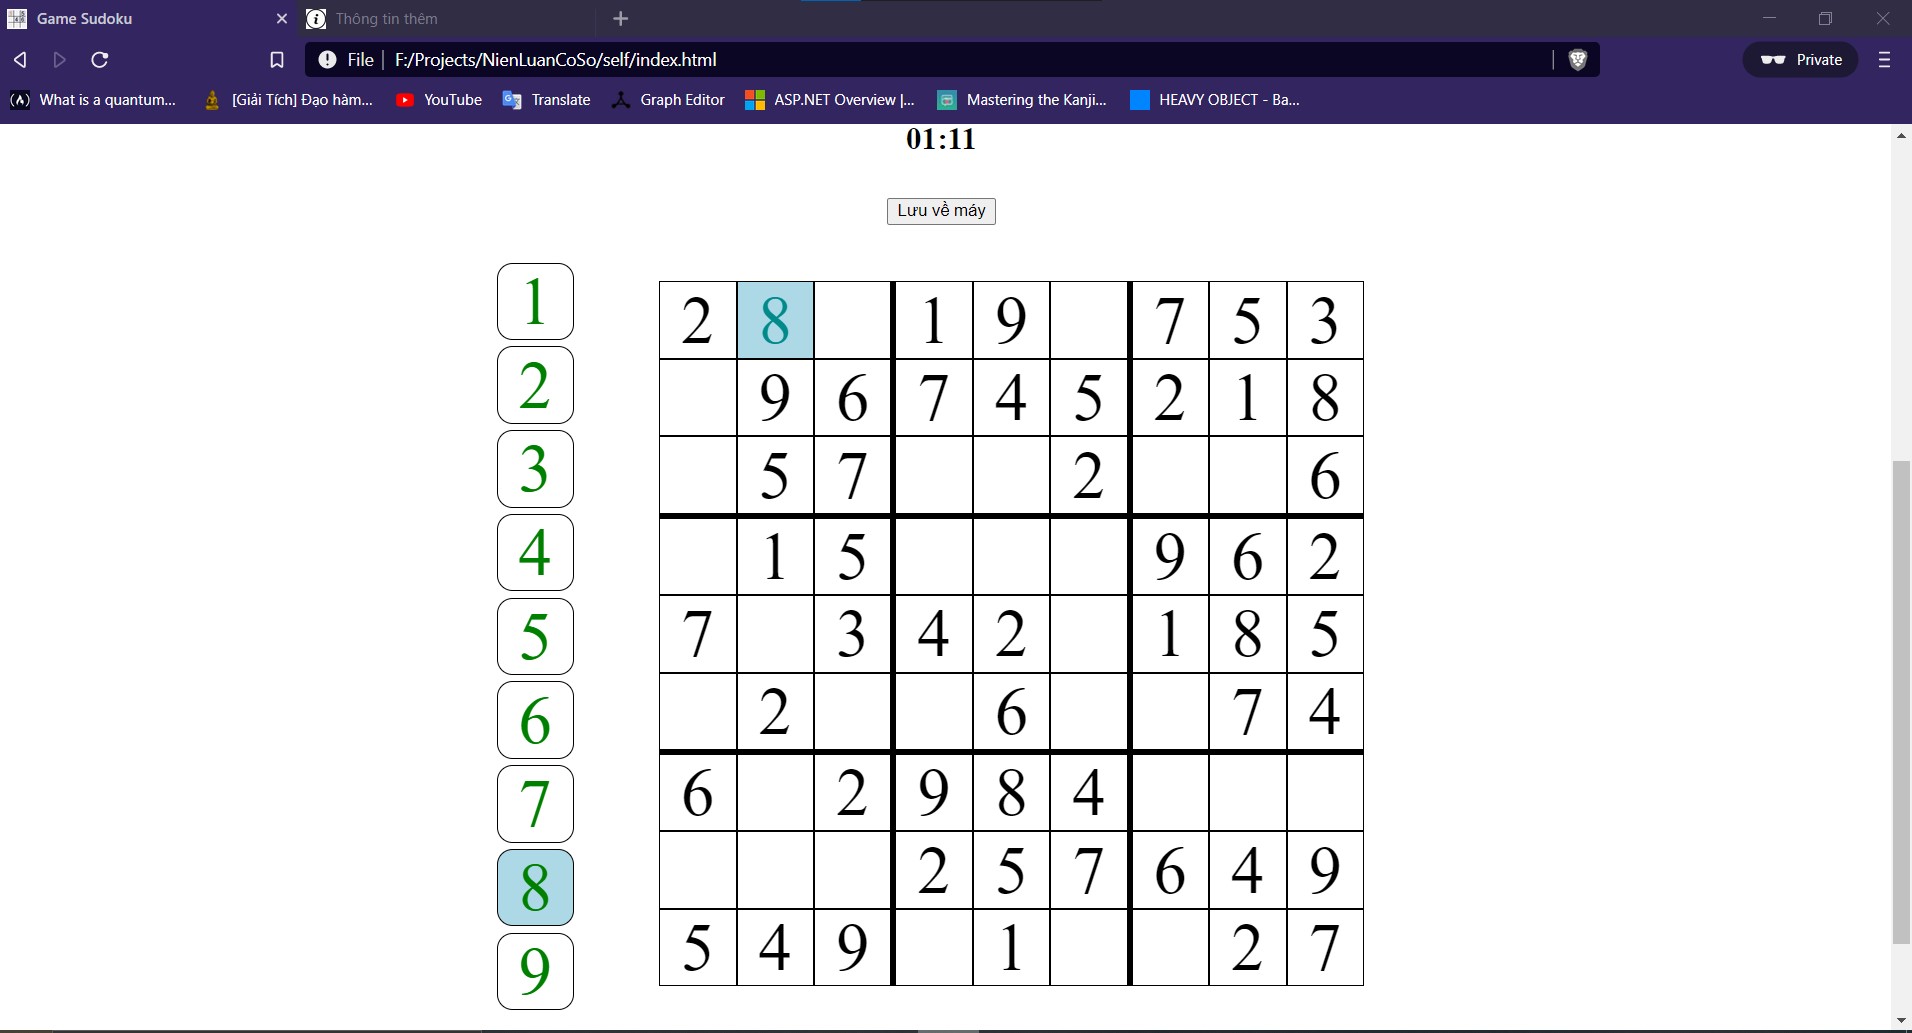 Game Sudoku
Thông tin thêm
File F:/Projects/NienLuanCoSo/self/index.html
Private
What is a quantum... [Giải Tích] Đạo hàm... YouTube Translate Graph Editor ASP.NET Overview |... Mastering the Kanji... HEAVY OBJECT - Ba...
01:11
Lưu về máy
1
2
3
4
5
6
7
8
9
2 8 1 9 7 5 3
9 6 7 4 5 2 1 8
5 7 2 6
1 5 9 6 2
7 3 4 2 1 8 5
2 6 7 4
6 2 9 8 4
2 5 7 6 4 9
5 4 9 1 2 7